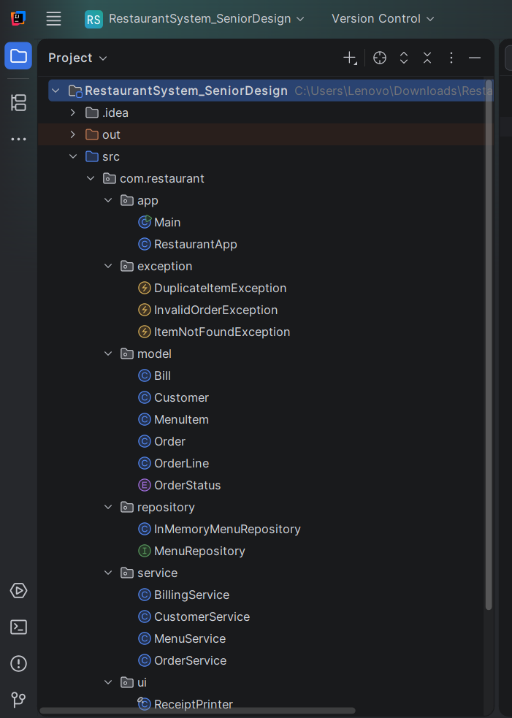 RS RestaurantSystem_SeniorDesign Version Control
Project
RestaurantSystem_SeniorDesign C:\Users\Lenovo\Downloads\Resta
.idea
out
src
com.restaurant
app
C Main
C RestaurantApp
exception
DuplicateItemException
InvalidOrderException
ItemNotFoundException
model
C Bill
C Customer
C MenuItem
C Order
C OrderLine
E OrderStatus
repository
C InMemoryMenuRepository
I MenuRepository
service
C BillingService
C CustomerService
C MenuService
C OrderService
ui
C ReceiptPrinter